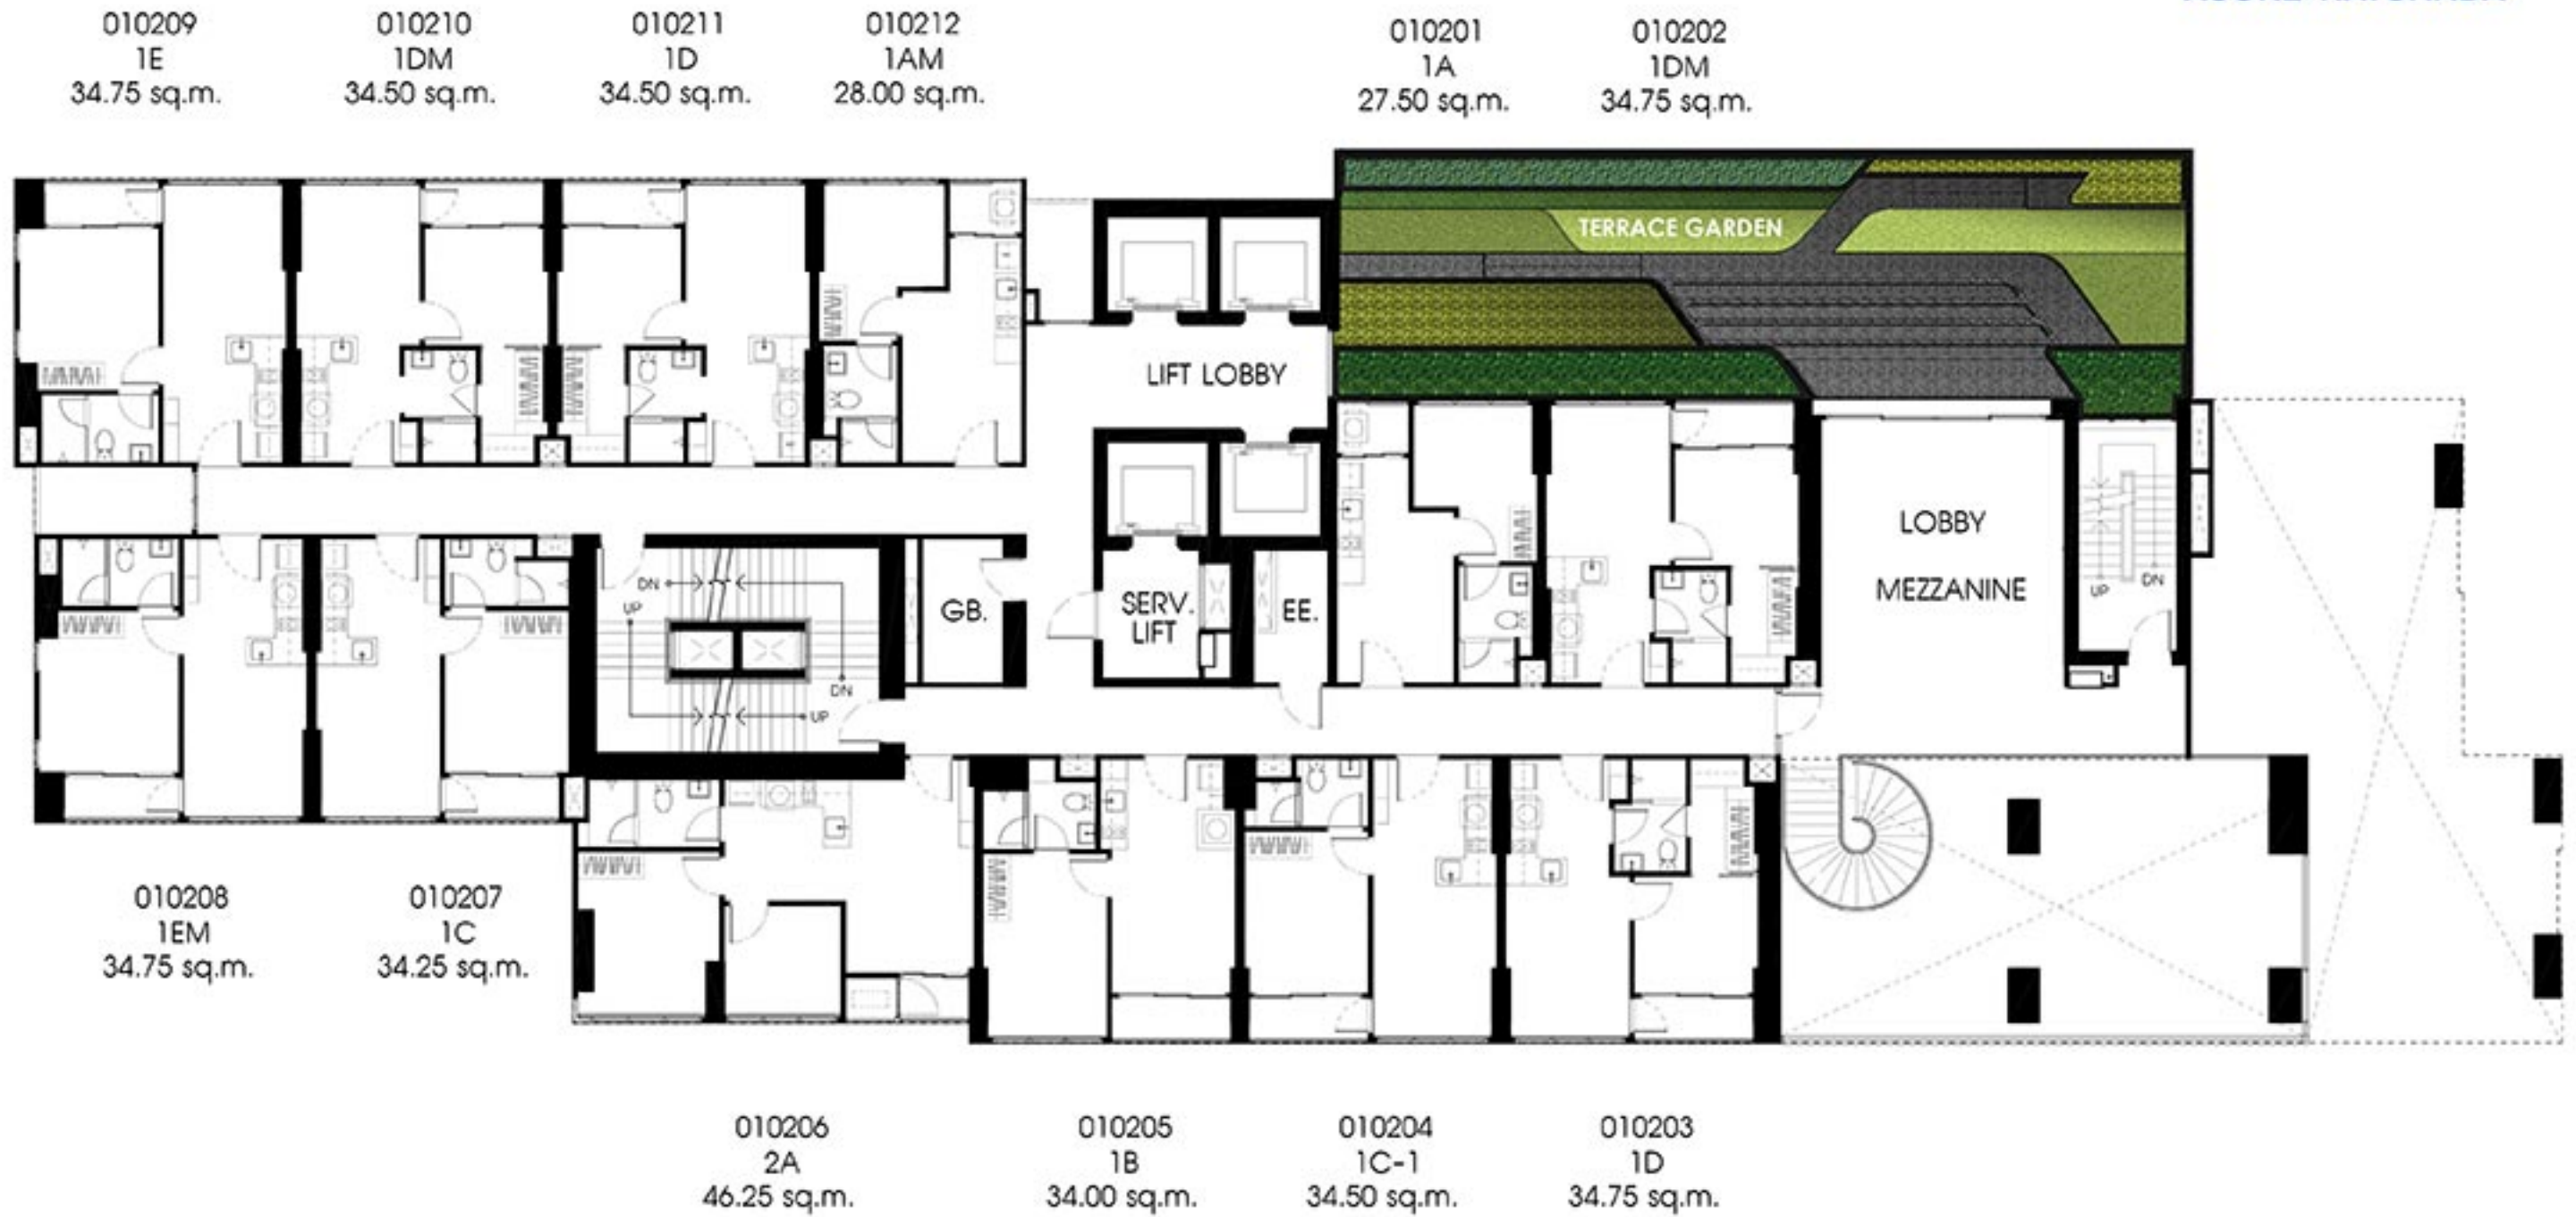 010209
1E
34.75 sq.m.
010210
1DM
34.50 sq.m.
010211
1D
34.50 sq.m.
010212
1AM
28.00 sq.m.
010201
1A
27.50 sq.m.
010202
1DM
34.75 sq.m.
TERRACE GARDEN
LIFT LOBBY
LOBBY
MEZZANINE
DN
UP
DN
UP
GB.
SERV.
LIFT
EE.
UP
DN
010208
1EM
34.75 sq.m.
010207
1C
34.25 sq.m.
010206
2A
46.25 sq.m.
010205
1B
34.00 sq.m.
010204
1C-1
34.50 sq.m.
010203
1D
34.75 sq.m.